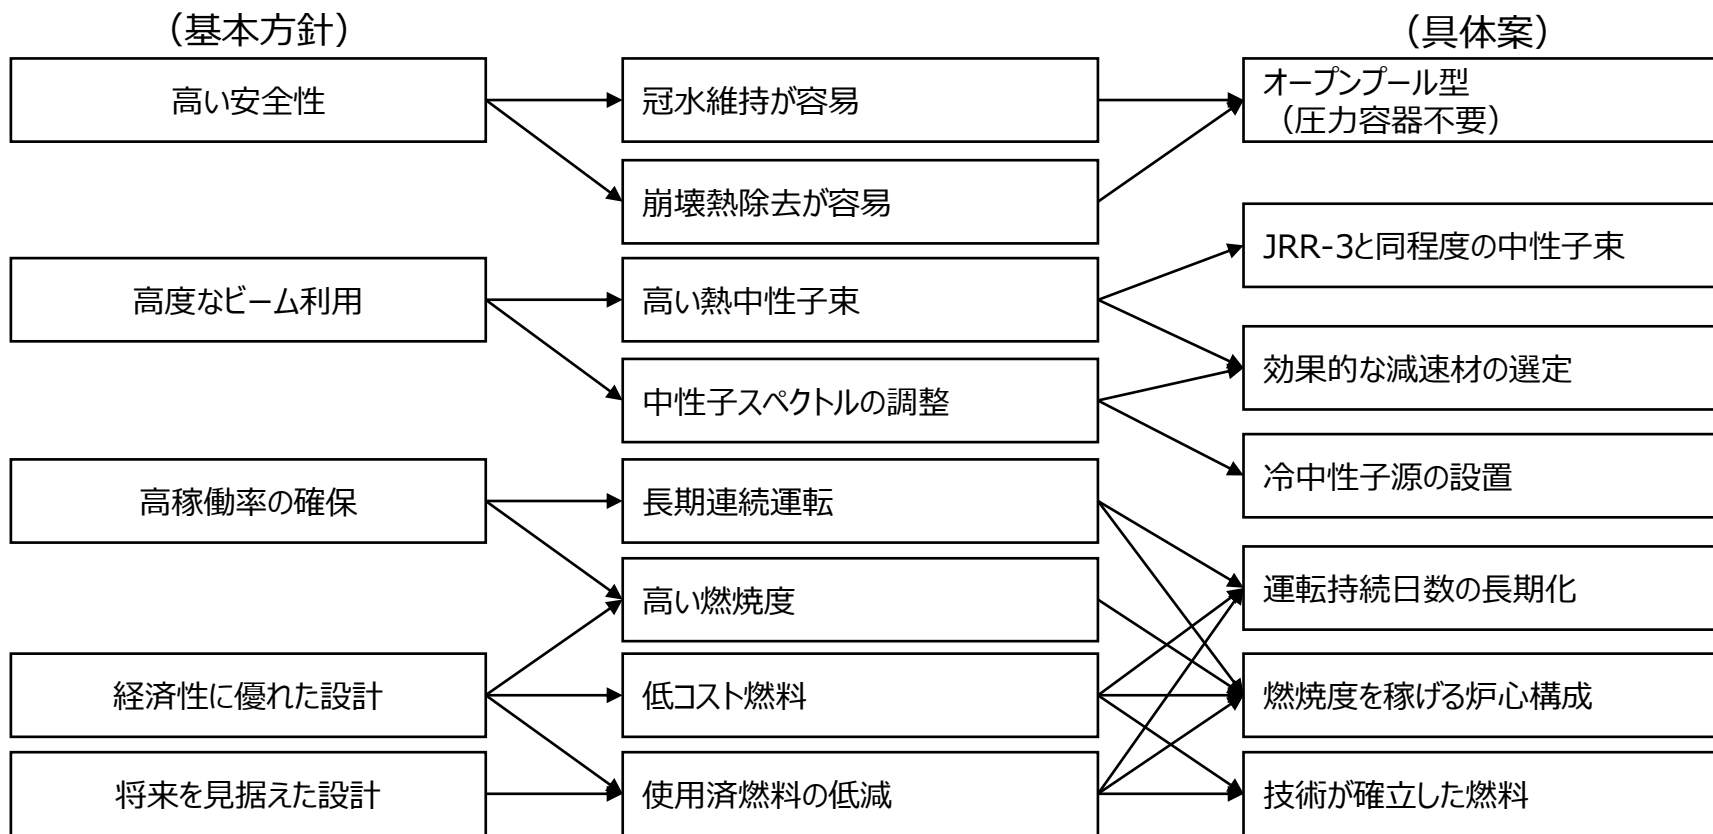 （基本方針）
（具体案）
高い安全性
冠水維持が容易
オープンプール型
（圧力容器不要）
崩壊熱除去が容易
JRR-3と同程度の中性子束
高度なビーム利用
高い熱中性子束
効果的な減速材の選定
中性子スペクトルの調整
冷中性子源の設置
高稼働率の確保
長期連続運転
運転持続日数の長期化
高い燃焼度
経済性に優れた設計
低コスト燃料
燃焼度を稼げる炉心構成
将来を見据えた設計
使用済燃料の低減
技術が確立した燃料